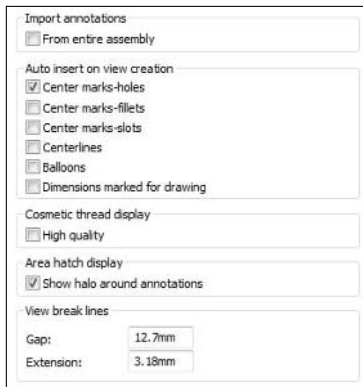 Import annotations
From entire assembly
Auto insert on view creation
Center marks-holes
Center marks-fillets
Center marks-slots
Centerlines
Balloons
Dimensions marked for drawing
Cosmetic thread display
High quality
Area hatch display
Show halo around annotations
View break lines
Gap: 12.7mm
Extension: 3.18mm